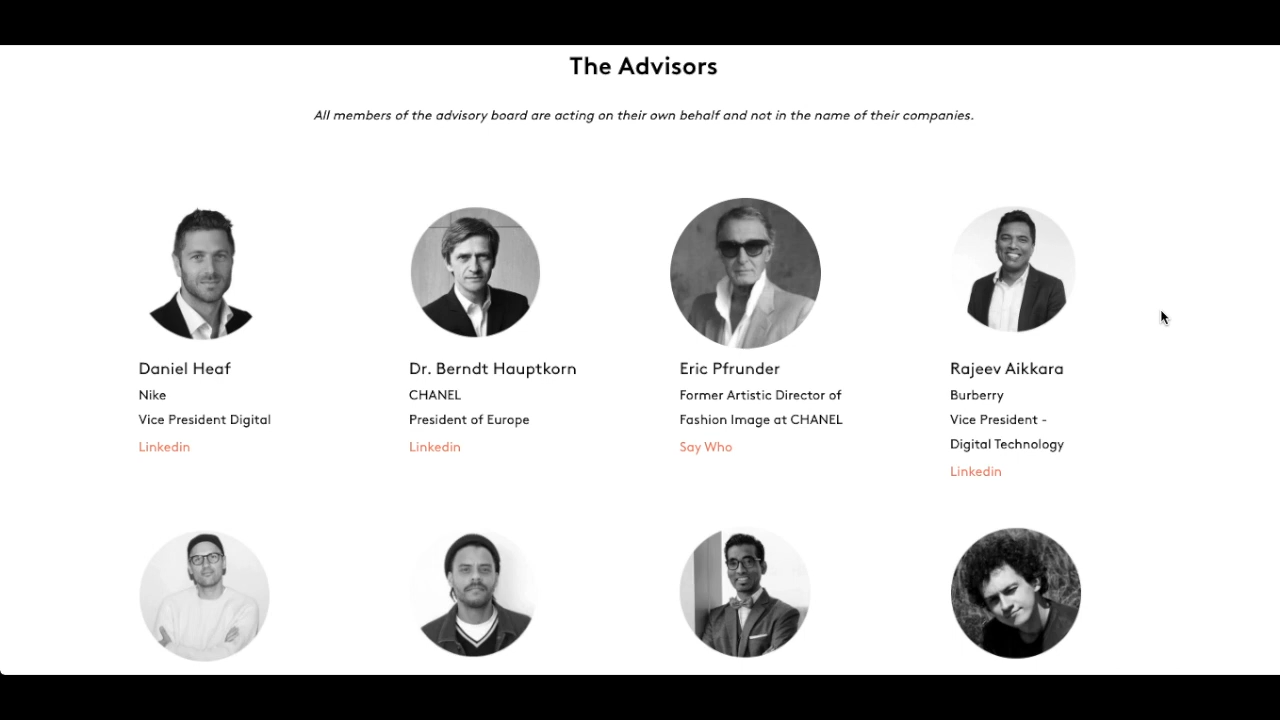 The Advisors
All members of the advisory board are acting on their own behalf and not in the name of their companies.
Daniel Heaf
Nike
Vice President Digital
Linkedin
Dr. Berndt Hauptkorn
CHANEL
President of Europe
Linkedin
Eric Pfrunder
Former Artistic Director of
Fashion Image at CHANEL
Say Who
Rajeev Aikkara
Burberry
Vice President -
Digital Technology
Linkedin